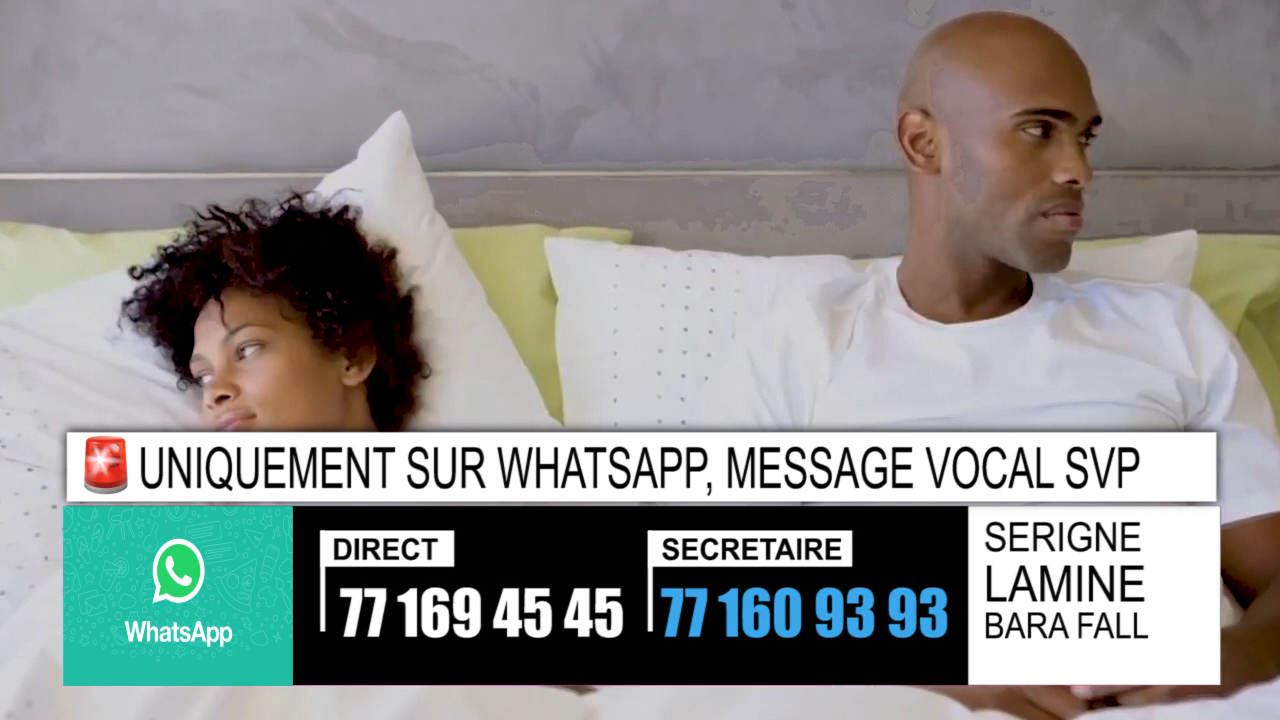 🚨UNIQUEMENT SUR WHATSAPP, MESSAGE VOCAL SVP
WhatsApp
DIRECT
77 169 45 45
SECRETAIRE
77 160 93 93
SERIGNE
LAMINE
BARA FALL